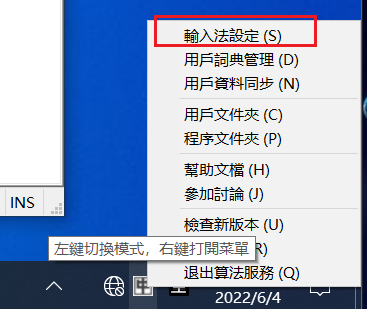 輸入法設定 (S)
用戶詞典管理 (D)
用戶資料同步 (N)
用戶文件夾 (C)
程序文件夾 (P)
幫助文檔 (H)
參加討論 (J)
檢查新版本 (U)
R)
退出算法服務 (Q)
INS
左鍵切換模式，右鍵打開菜單
中
2022/6/4